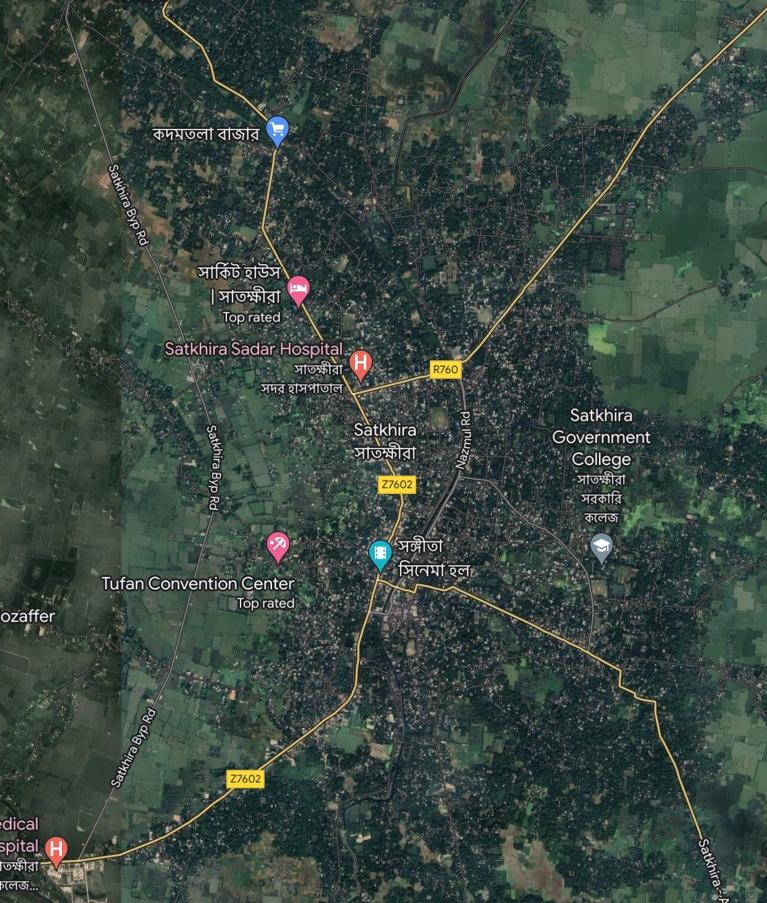 কদমতলা বাজার
Satkhira Byp Rd
সার্কিট হাউস
| সাতক্ষীরা
Top rated
Satkhira Sadar Hospital
সাতক্ষীরা
সদর হাসপাতাল
R760
Satkhira
সাতক্ষীরা
Nazmul Rd
Satkhira
Government
College
সাতক্ষীরা
সরকারি
কলেজ
Satkhira Byp Rd
Z7602
সঙ্গীতা
সিনেমা হল
Tufan Convention Center
Top rated
ozaffer
Satkhira Byp Rd
Z7602
edical
spital
াতক্ষীরা
কলেজ...
Satkhira - A